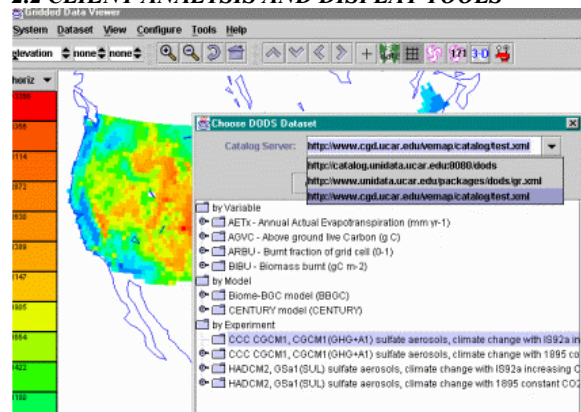 2.2 CLIENT ANALYSIS AND DISPLAY TOOLS
Gridded Data Viewer
System Dataset View Configure Tools Help
elevation none none
3-D
horiz
Choose DODS Dataset
Catalog Server: http://www.cgd.ucar.edu/vemap/catalog/test.xml
http://catalog.unidata.ucar.edu:8080/dods
http://www.unidata.ucar.edu/packages/dods/gr.xml
http://www.cgd.ucar.edu/vemap/catalog/test.xml
by Variable
AETx - Annual Actual Evapotranspiration (mm yr-1)
AGVC - Above ground live Carbon (g C)
ARBU - Burnt fraction of grid cell (0-1)
BIBU - Biomass burnt (gC m-2)
by Model
Biome-BGC model (BBGC)
CENTURY model (CENTURY)
by Experiment
CCC CGCM1, CGCM1(GHG+A1) sulfate aerosols, climate change with IS92a in
CCC CGCM1, CGCM1(GHG+A1) sulfate aerosols, climate change with 1895 co
HADCM2, GSa1(SUL) sulfate aerosols, climate change with IS92a increasing C
HADCM2, GSa1(SUL) sulfate aerosols, climate change with 1895 constant CO2